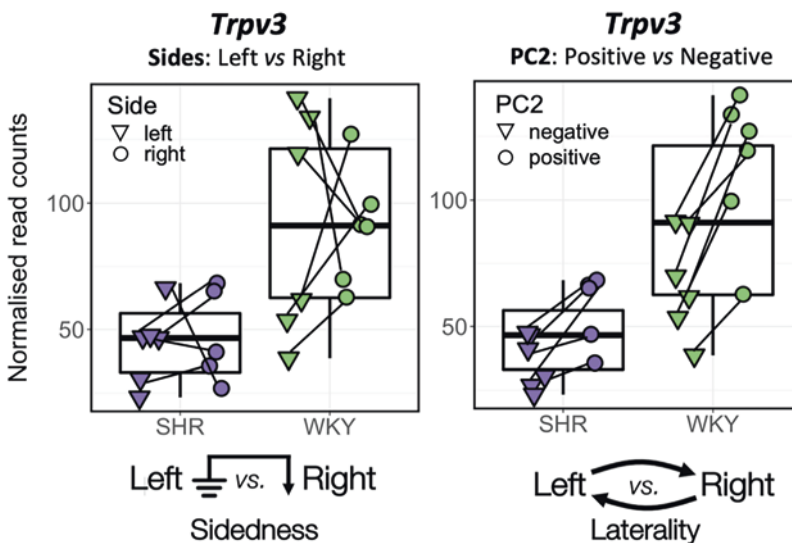 Trpv3
Sides: Left vs Right
Normalised read counts
100
50
Side
left
right
SHR
WKY
Left vs. Right
Sidedness
Trpv3
PC2: Positive vs Negative
100
50
PC2
negative
positive
SHR
WKY
Left vs. Right
Laterality